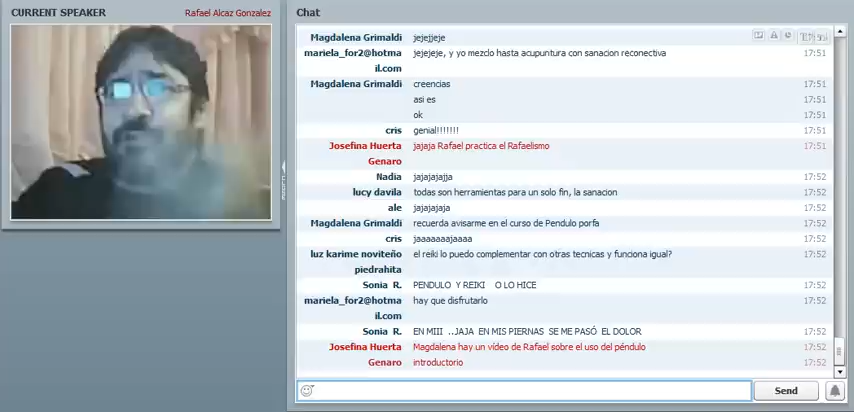 CURRENT SPEAKER
Rafael Alcaz Gonzalez
Chat
Magdalena Grimaldi jejejjeje
mariela_for2@hotma jejejeje, y yo mezclo hasta acupuntura con sanacion reconectiva 17:51
il.com
Magdalena Grimaldi creencias 17:51
asi es 17:51
ok 17:51
cris genial!!!!!!! 17:51
Josefina Huerta jajaja Rafael practica el Rafaelismo 17:51
Genaro
Nadia jajajajajja 17:52
lucy davila todas son herramientas para un solo fin, la sanacion 17:52
ale jajajajaja 17:52
Magdalena Grimaldi recuerda avisarme en el curso de Pendulo porfa 17:52
cris jaaaaaaajaaaa 17:52
luz karime noviteño el reiki lo puedo complementar con otras tecnicas y funciona igual? 17:52
piedrahita
Sonia R. PENDULO Y REIKI O LO HICE 17:52
mariela_for2@hotma hay que disfrutarlo 17:52
il.com
Sonia R. EN MIII ..JAJA EN MIS PIERNAS SE ME PASÓ EL DOLOR 17:52
Josefina Huerta Magdalena hay un vídeo de Rafael sobre el uso del péndulo 17:52
Genaro introductorio 17:52
Send